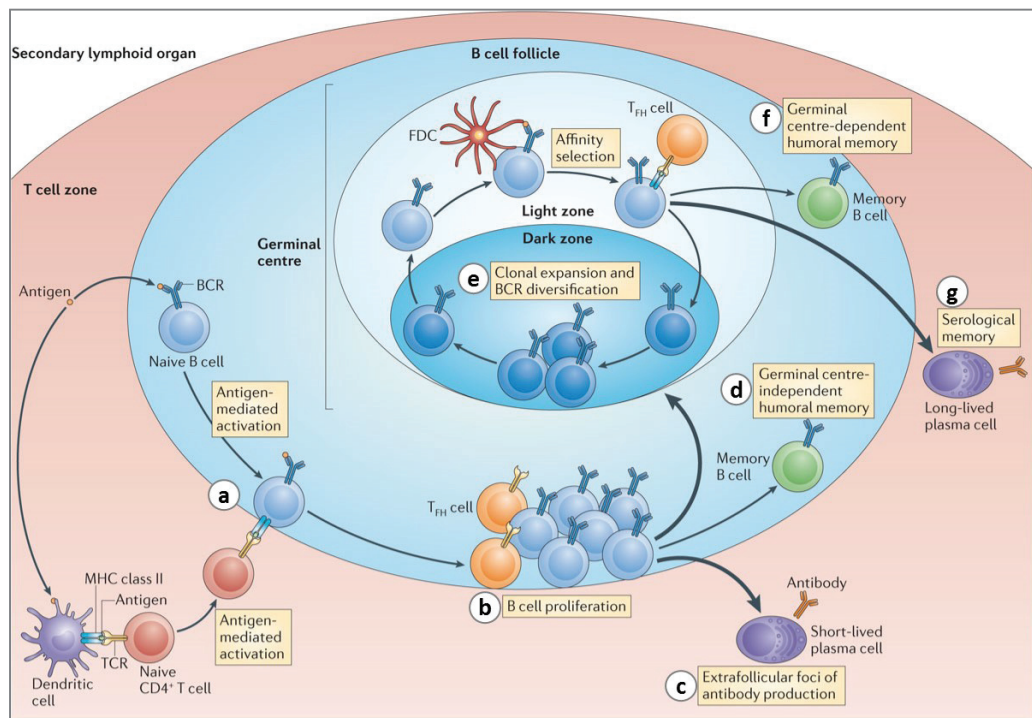 Secondary lymphoid organ
B cell follicle
T cell zone
Germinal
centre
FDC
Affinity
selection
T_FH cell
f
Germinal
centre-dependent
humoral memory
Memory
B cell
Light zone
Dark zone
e
Clonal expansion and
BCR diversification
g
Serological
memory
Long-lived
plasma cell
Antigen
BCR
Naive B cell
Antigen-
mediated
activation
a
d
Germinal centre-
independent
humoral memory
Memory
B cell
T_FH cell
b
B cell proliferation
MHC class II
Antigen
TCR
Dendritic
cell
Naive
CD4⁺ T cell
Antigen-
mediated
activation
Antibody
Short-lived
plasma cell
c
Extrafollicular foci of
antibody production